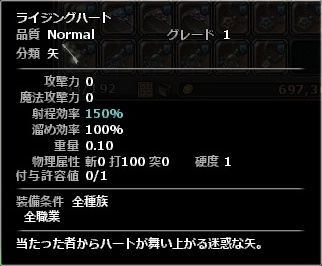 ライジングハート
品質 Normal グレード 1
分類 矢
攻撃力 0
魔法攻撃力 0
92
697,3
射程効率 150%
溜め効率 100%
重量 0.10
物理属性 斬0 打100 突0 硬度 1
付与許容値 0/1
装備条件 全種族
全職業
当たった者からハートが舞い上がる迷惑な矢。